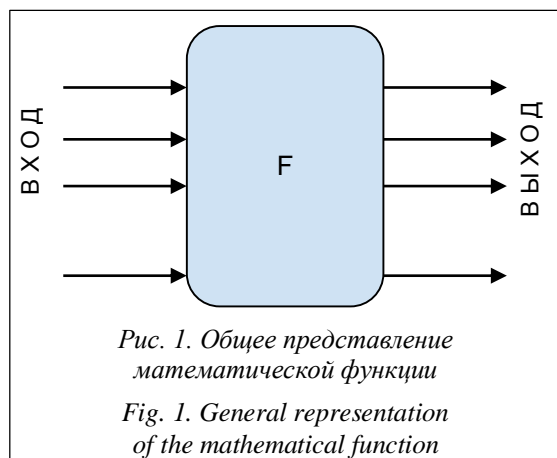 ВХОД
F
ВЫХОД
Рис. 1. Общее представление
математической функции
Fig. 1. General representation
of the mathematical function